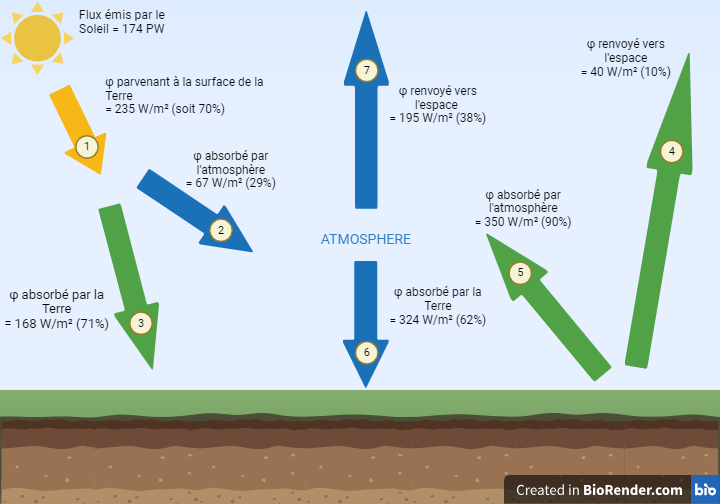 Flux émis par le
Soleil = 174 PW
φ parvenant à la surface de la
Terre
= 235 W/m² (soit 70%)
1
φ absorbé par
l'atmosphère
= 67 W/m² (29%)
2
φ absorbé par la
Terre
= 168 W/m² (71%)
3
7
φ renvoyé vers
l'espace
= 195 W/m² (38%)
ATMOSPHERE
φ absorbé par la
Terre
= 324 W/m² (62%)
6
φ renvoyé vers
l'espace
= 40 W/m² (10%)
4
φ absorbé par
l'atmosphère
= 350 W/m² (90%)
5
Created in BioRender.com bio